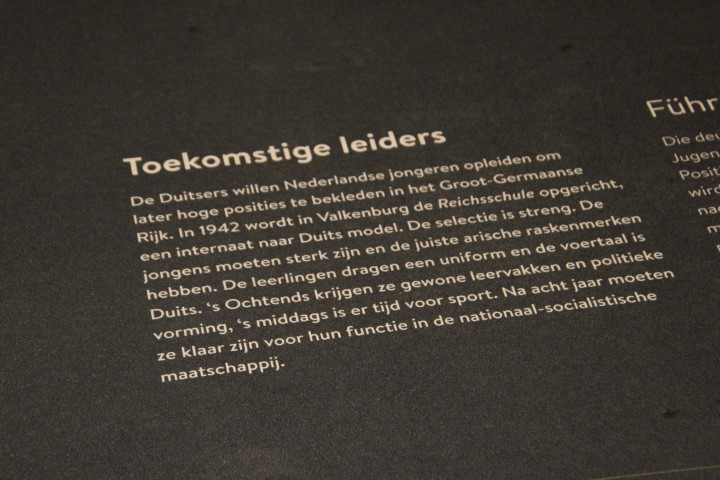 Toekomstige leiders
De Duitsers willen Nederlandse jongeren opleiden om
later hoge posities te bekleden in het Groot-Germaanse
Rijk. In 1942 wordt in Valkenburg de Reichsschule opgericht,
een internaat naar Duits model. De selectie is streng. De
jongens moeten sterk zijn en de juiste arische raskenmerken
hebben. De leerlingen dragen een uniform en de voertaal is
Duits. ‘s Ochtends krijgen ze gewone leervakken en politieke
vorming, ‘s middags is er tijd voor sport. Na acht jaar moeten
ze klaar zijn voor hun functie in de nationaal-socialistische
maatschappij.
Führ
Die deu
Jugen
Posit
wird